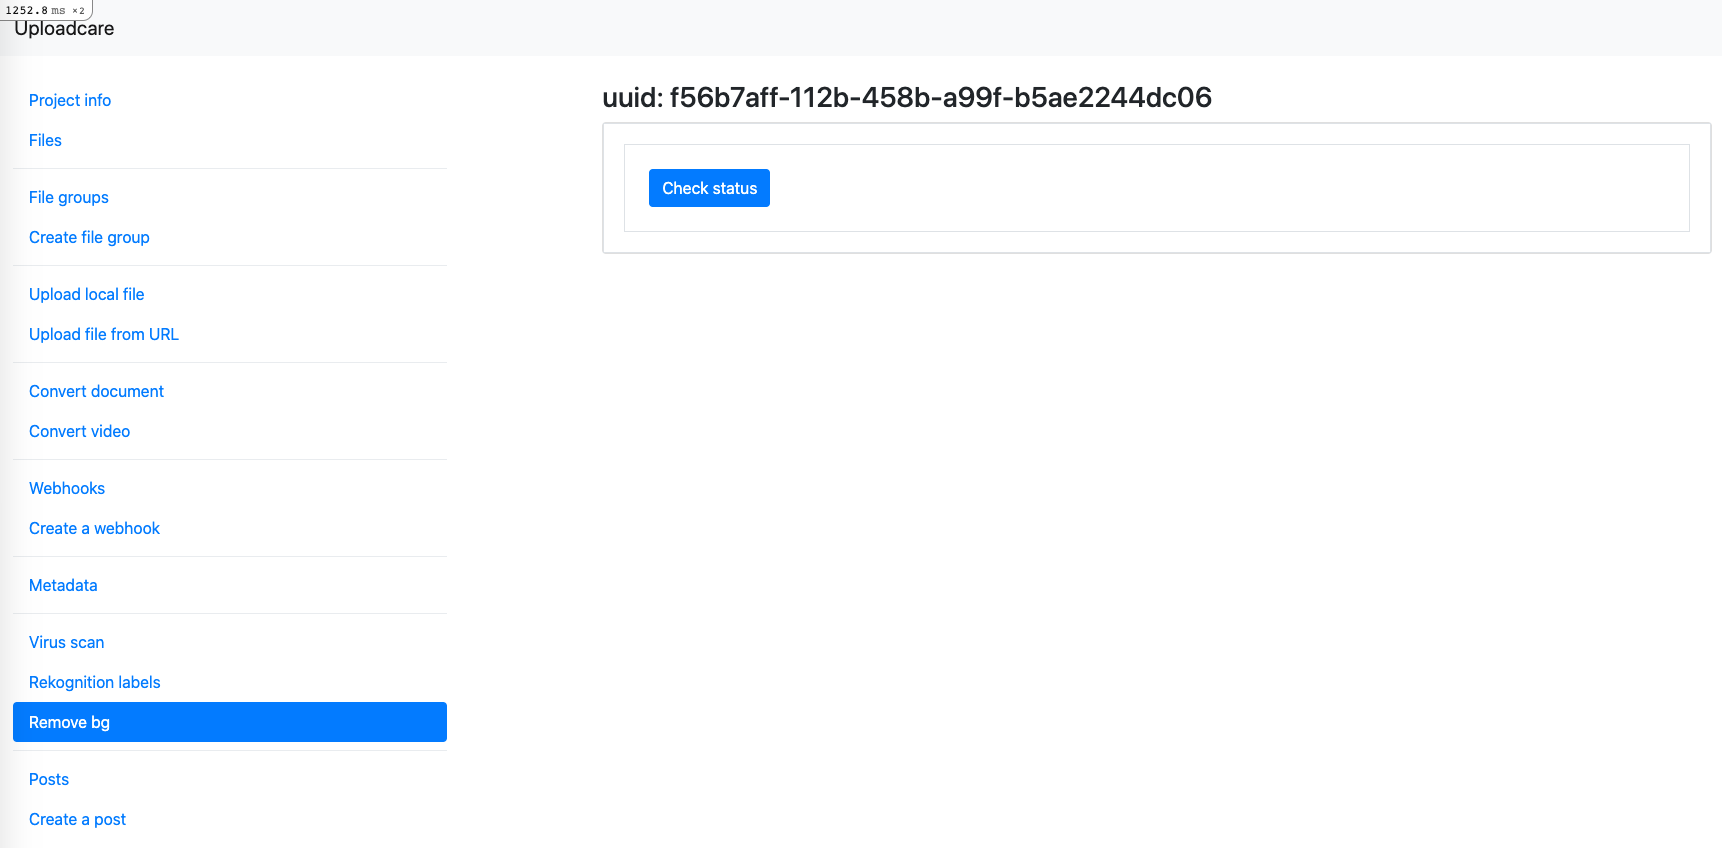 1252.8 ms ×2
Uploadcare
Project info
Files
File groups
Create file group
Upload local file
Upload file from URL
Convert document
Convert video
Webhooks
Create a webhook
Metadata
Virus scan
Rekognition labels
Remove bg
Posts
Create a post
uuid: f56b7aff-112b-458b-a99f-b5ae2244dc06
Check status